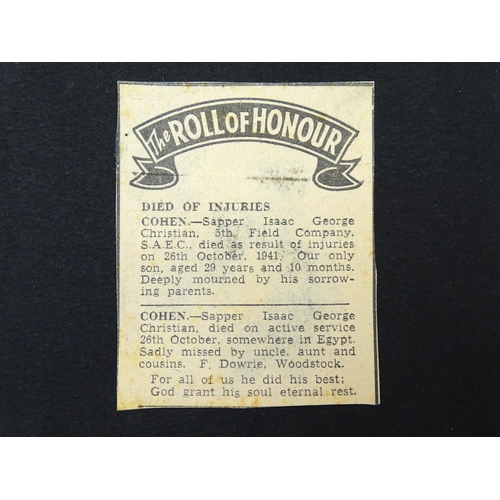 The ROLL OF HONOUR
DIED OF INJURIES
COHEN.—Sapper Isaac George
Christian, 5th. Field Company,
S.A.E.C., died as result of injuries
on 26th October, 1941. Our only
son, aged 29 years and 10 months.
Deeply mourned by his sorrow-
ing parents.
COHEN.—Sapper Isaac George
Christian, died on active service
26th October, somewhere in Egypt.
Sadly missed by uncle. aunt and
cousins. F. Dowrie, Woodstock.
For all of us he did his best;
God grant his soul eternal rest.